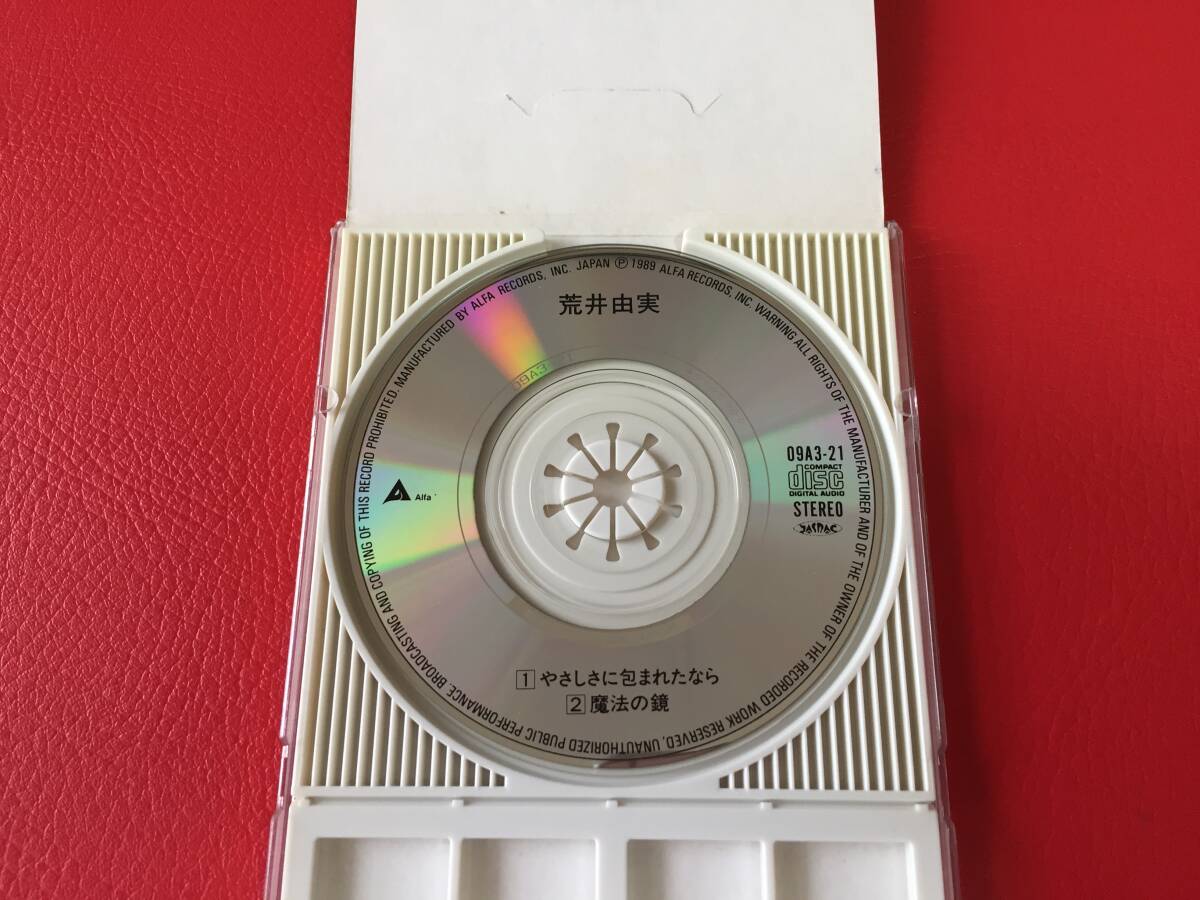 MANUFACTURED BY ALFA RECORDS, INC. JAPAN Ⓟ 1989 ALFA RECORDS, INC. WARNING ALL RIGHTS OF THE MANUFACTURER AND OF THE OWNER OF THE RECORDED WORK RESERVED. UNAUTHORIZED PUBLIC PERFORMANCE BROADCASTING AND COPYING OF THIS RECORD PROHIBITED.
荒井由実
09A3-21
09A3-21
COMPACT
disc
DIGITAL AUDIO
Alfa
STEREO
JASRAC
1 やさしさに包まれたなら
2 魔法の鏡